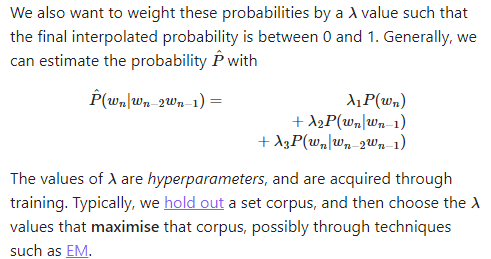 We also want to weight these probabilities by a λ value such that
the final interpolated probability is between 0 and 1. Generally, we
can estimate the probability P̂ with
P̂(wₙ|wₙ₋₂wₙ₋₁) = λ₁P(wₙ)
+ λ₂P(wₙ|wₙ₋₁)
+ λ₃P(wₙ|wₙ₋₂wₙ₋₁)
The values of λ are hyperparameters, and are acquired through
training. Typically, we hold out a set corpus, and then choose the λ
values that maximise that corpus, possibly through techniques
such as EM.